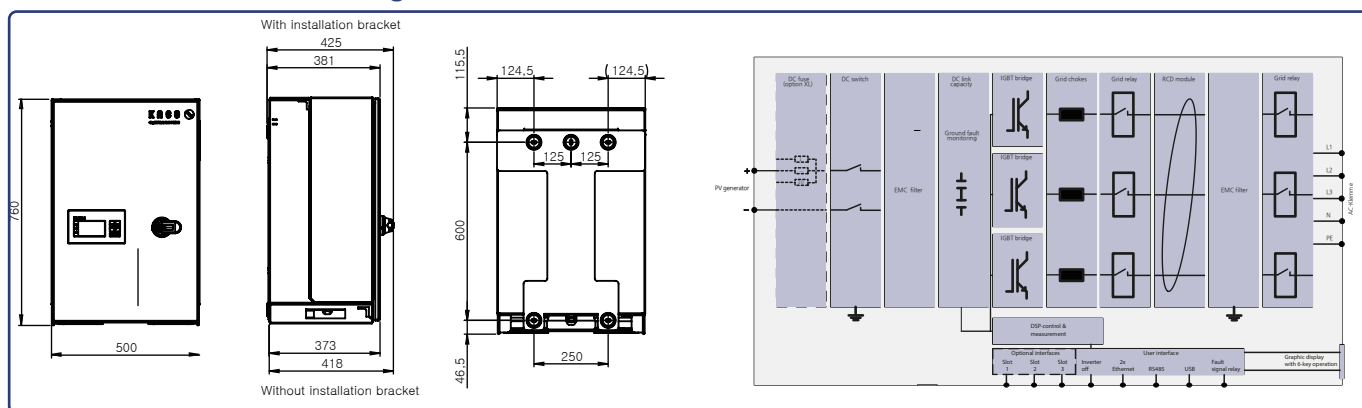 With installation bracket
425
381
115,5
124,5
(124,5)
KACO
760
125
125
600
500
373
418
250
46,5
Without installation bracket
DC fuse
(option XL)
DC switch
DC link
capacity
IGBT bridge
Grid chokes
Grid relay
RCD module
Grid relay
Ground fault
monitoring
L1
IGBT bridge
L2
+
PV generator
EMC filter
EMC filter
L3
AC-Klemme
-
N
IGBT bridge
PE
DSP-control &
measurement
Optional interfaces
User interface
Slot
1
Slot
2
Slot
3
Inverter
off
2x
Ethernet
RS485
USB
Fault
signal relay
Graphic display
with 6-key operation